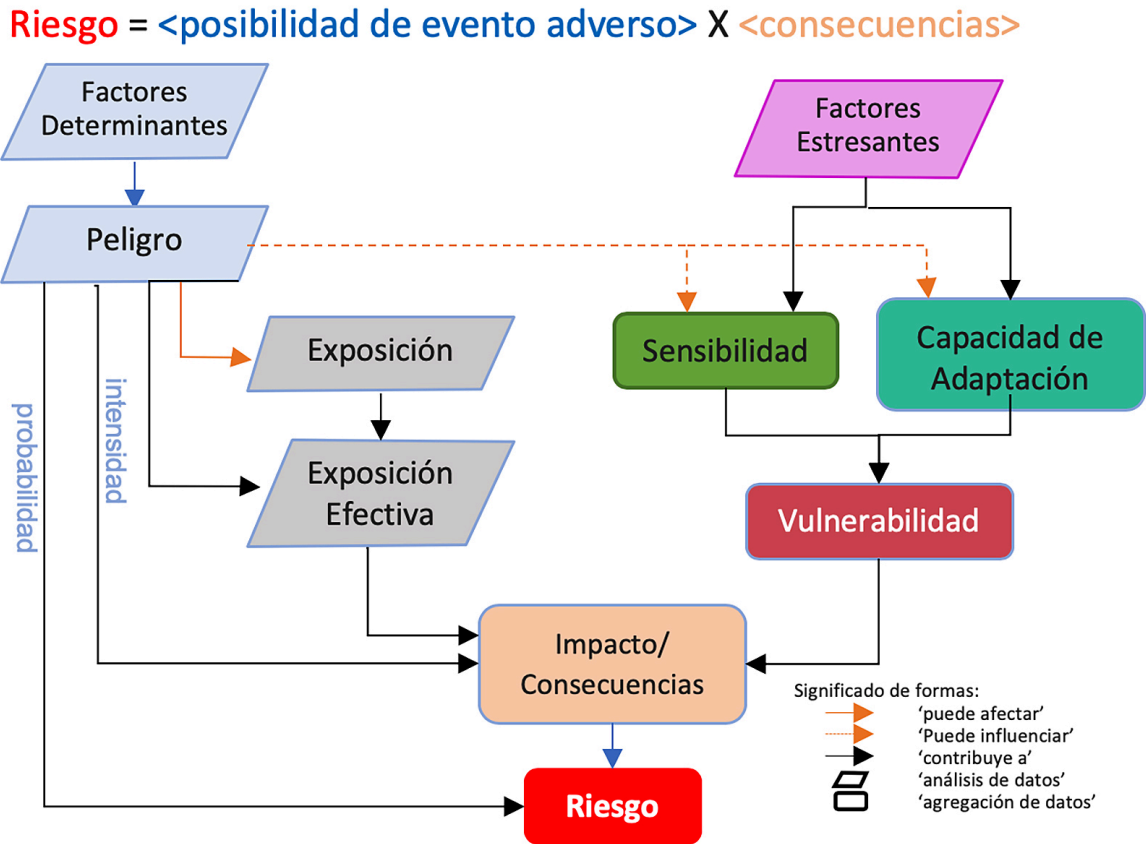 Riesgo = <posibilidad de evento adverso> X <consecuencias>
Factores
Determinantes
Factores
Estresantes
Peligro
Exposición
Sensibilidad
Capacidad de
Adaptación
intensidad
probabilidad
Exposición
Efectiva
Vulnerabilidad
Impacto/
Consecuencias
Riesgo
Significado de formas:
‘puede afectar’
‘Puede influenciar’
‘contribuye a’
‘análisis de datos’
‘agregación de datos’